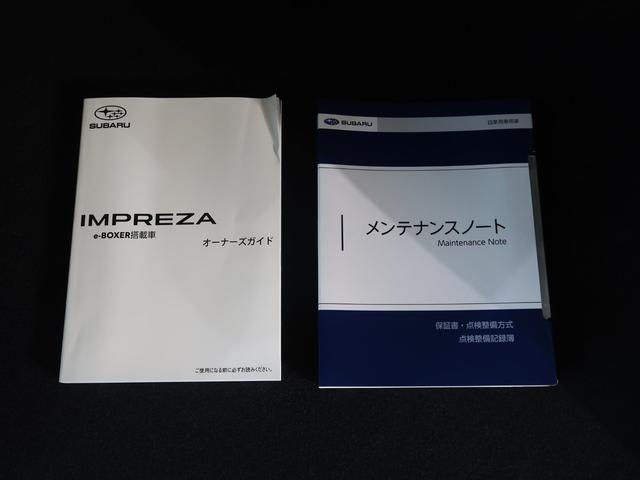 SUBARU
IMPREZA
e-BOXER搭載車
オーナーズガイド
ご使用になる前に必ずお読みください。
SUBARU
自家用乗用車
メンテナンスノート
Maintenance Note
保証書・点検整備方式
点検整備記録簿